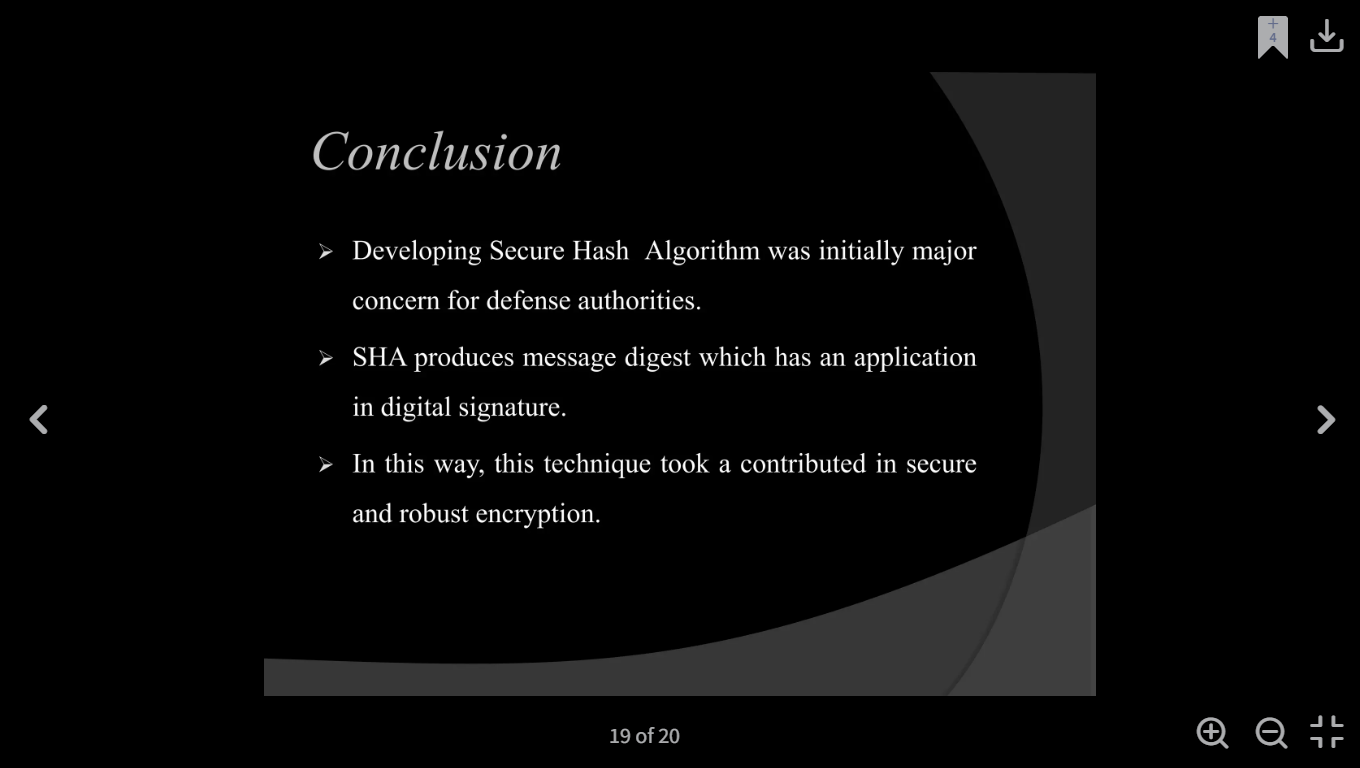 +
4
Conclusion
➢ Developing Secure Hash  Algorithm was initially major
concern for defense authorities.
➢ SHA produces message digest which has an application
in digital signature.
➢ In this way, this technique took a contributed in secure
and robust encryption.
19 of 20